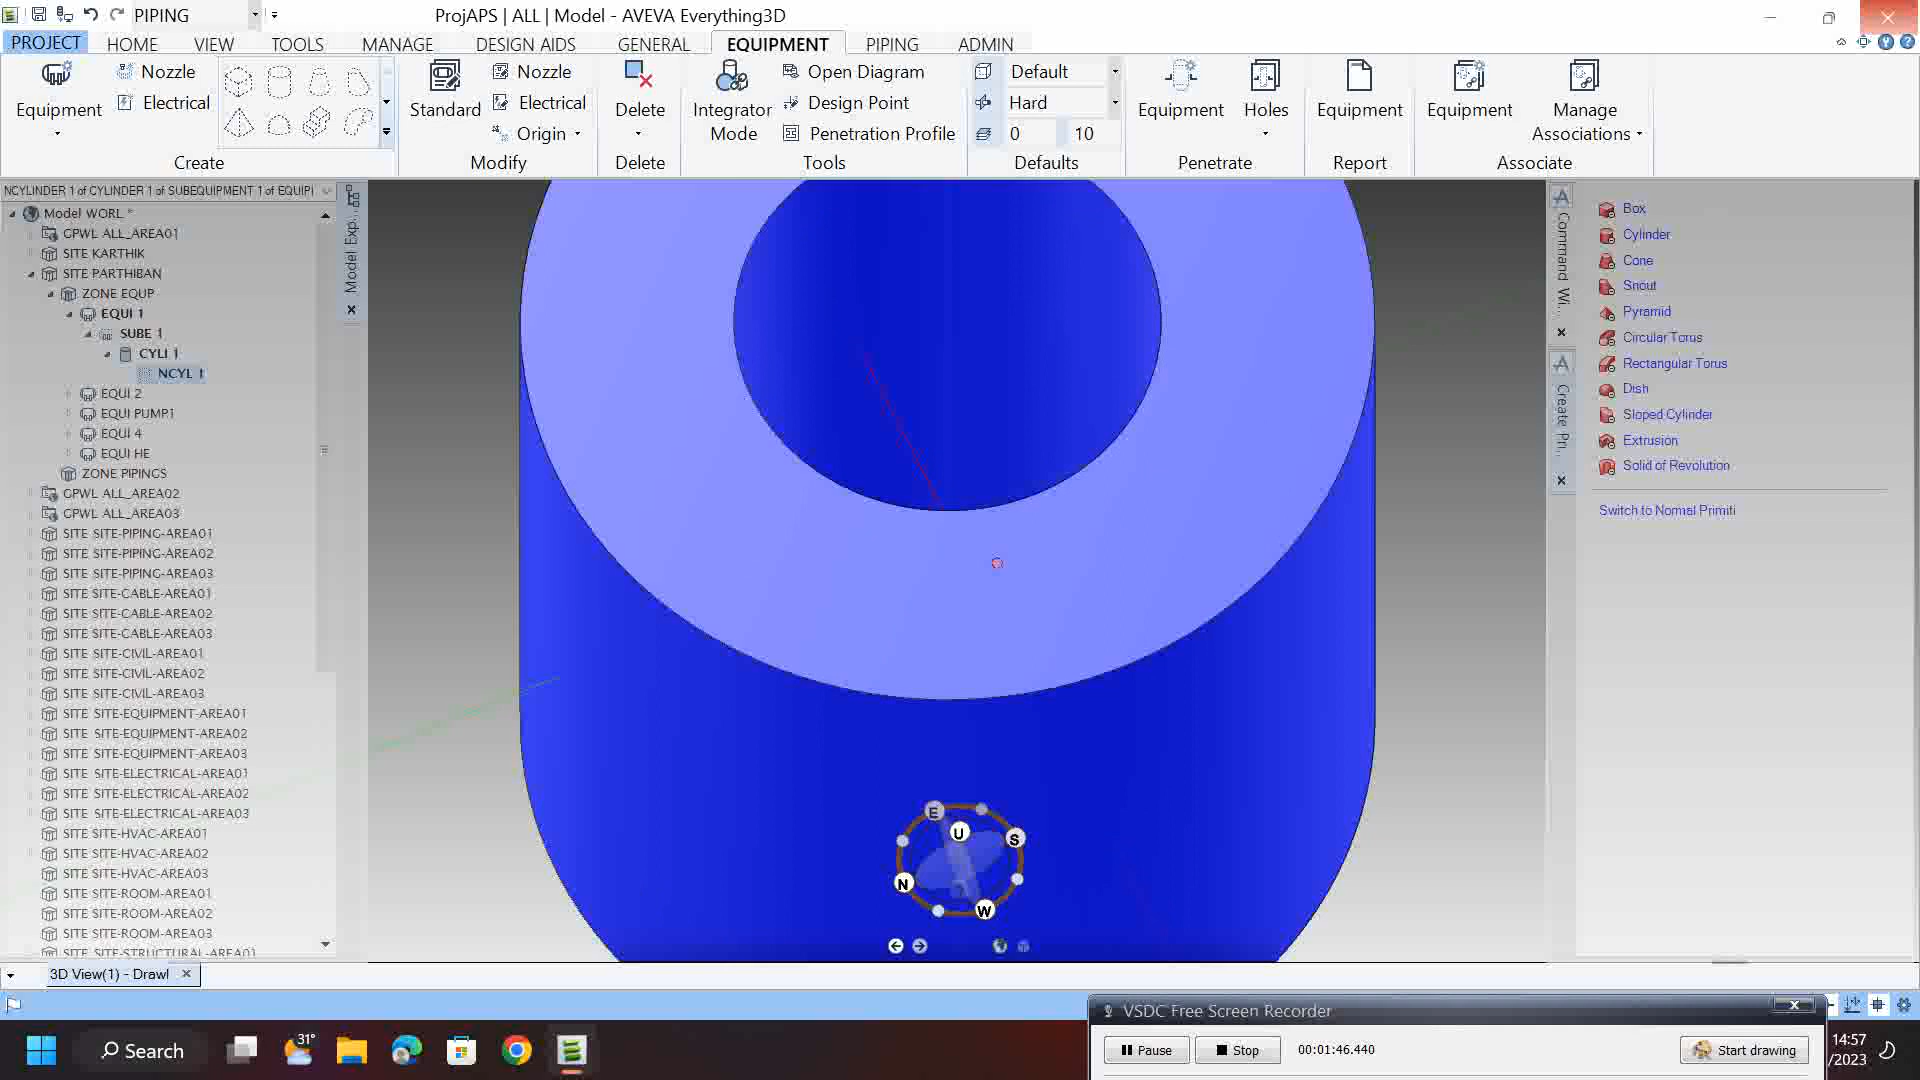 PIPING
ProjAPS | ALL | Model - AVEVA Everything3D
PROJECT HOME VIEW TOOLS MANAGE DESIGN AIDS GENERAL EQUIPMENT PIPING ADMIN
Equipment
Nozzle
Electrical
Create
Standard
Nozzle
Electrical
Origin
Modify
Delete
Delete
Integrator Mode
Open Diagram
Design Point
Penetration Profile
Tools
Default
Hard
0 10
Defaults
Equipment
Holes
Penetrate
Equipment
Report
Equipment
Manage Associations
Associate
NCYLINDER 1 of CYLINDER 1 of SUBEQUIPMENT 1 of EQUIPI
Model WORL *
GPWL ALL_AREA01
SITE KARTHIK
SITE PARTHIBAN
ZONE EQUP
EQUI 1
SUBE 1
CYLI 1
NCYL 1
EQUI 2
EQUI PUMP1
EQUI 4
EQUI HE
ZONE PIPINGS
GPWL ALL_AREA02
GPWL ALL_AREA03
SITE SITE-PIPING-AREA01
SITE SITE-PIPING-AREA02
SITE SITE-PIPING-AREA03
SITE SITE-CABLE-AREA01
SITE SITE-CABLE-AREA02
SITE SITE-CABLE-AREA03
SITE SITE-CIVIL-AREA01
SITE SITE-CIVIL-AREA02
SITE SITE-CIVIL-AREA03
SITE SITE-EQUIPMENT-AREA01
SITE SITE-EQUIPMENT-AREA02
SITE SITE-EQUIPMENT-AREA03
SITE SITE-ELECTRICAL-AREA01
SITE SITE-ELECTRICAL-AREA02
SITE SITE-ELECTRICAL-AREA03
SITE SITE-HVAC-AREA01
SITE SITE-HVAC-AREA02
SITE SITE-HVAC-AREA03
SITE SITE-ROOM-AREA01
SITE SITE-ROOM-AREA02
SITE SITE-ROOM-AREA03
SITE SITE-STRUCTURAL-AREA01
Model Exp...
E
U
S
N
W
Command Wi...
Create Pri...
Box
Cylinder
Cone
Snout
Pyramid
Circular Torus
Rectangular Torus
Dish
Sloped Cylinder
Extrusion
Solid of Revolution
Switch to Normal Primiti
3D View(1) - Drawl
VSDC Free Screen Recorder
Pause
Stop
00:01:46.440
Start drawing
Search
31°
14:57
/2023